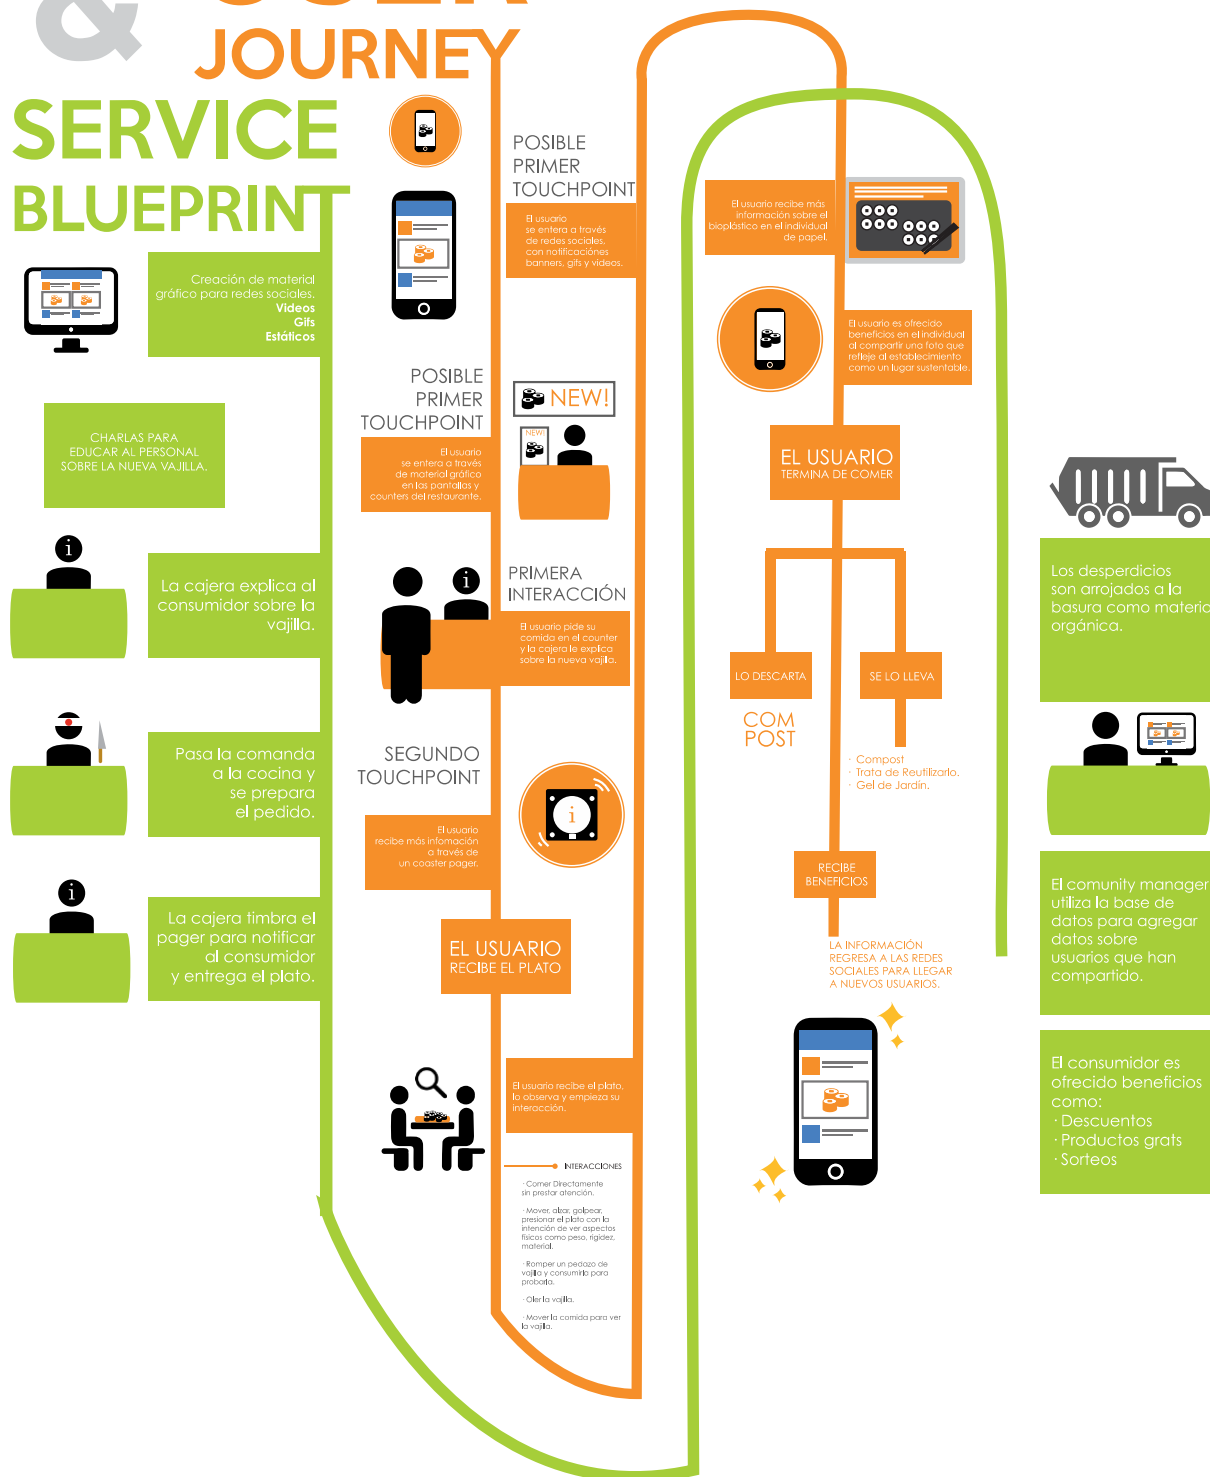 &
USER
JOURNEY
SERVICE
BLUEPRINT
Creación de material
gráfico para redes sociales.
Videos
Gifs
Estáticos
CHARLAS PARA
EDUCAR AL PERSONAL
SOBRE LA NUEVA VAJILLA.
i
La cajera explica al
consumidor sobre la
vajilla.
Pasa la comanda
a la cocina y
se prepara
el pedido.
i
La cajera timbra el
pager para notificar
al consumidor
y entrega el plato.
POSIBLE
PRIMER
TOUCHPOINT
El usuario
se entera a través
de redes sociales,
con notificaciónes
banners, gifs y videos.
POSIBLE
PRIMER
TOUCHPOINT
El usuario
se entera a través
de material gráfico
en las pantallas y
counters del restaurante.
NEW!
NEW!
PRIMERA
INTERACCIÓN
i
El usuario pide su
comida en el counter
y la cajera le explica
sobre la nueva vajilla.
SEGUNDO
TOUCHPOINT
El usuario
recibe más infomación
a través de
un coaster pager.
i
EL USUARIO
RECIBE EL PLATO
El usuario recibe el plato,
lo observa y empieza su
interacción.
INTERACCIONES
· Comer Directamente
sin prestar atención.
· Mover, alzar, golpear,
presionar el plato con la
intención de ver aspectos
físicos como peso, rigidez,
material.
· Romper un pedazo de
vajilla y consumirla para
probarla.
· Oler la vajilla.
· Mover la comida para ver
la vajilla.
El usuario recibe más
información sobre el
bioplástico en el individual
de papel.
El usuario es ofrecido
beneficios en el individual
al compartir una foto que
refleje al establecimiento
como un lugar sustentable.
EL USUARIO
TERMINA DE COMER
LO DESCARTA
SE LO LLEVA
COM
POST
· Compost
· Trata de Reutilizarlo.
· Gel de Jardín.
RECIBE
BENEFICIOS
LA INFORMACIÓN
REGRESA A LAS REDES
SOCIALES PARA LLEGAR
A NUEVOS USUARIOS.
Los desperdicios
son arrojados a la
basura como materia
orgánica.
El comunity manager
utiliza la base de
datos para agregar
datos sobre
usuarios que han
compartido.
El consumidor es
ofrecido beneficios
como:
· Descuentos
· Productos grats
· Sorteos